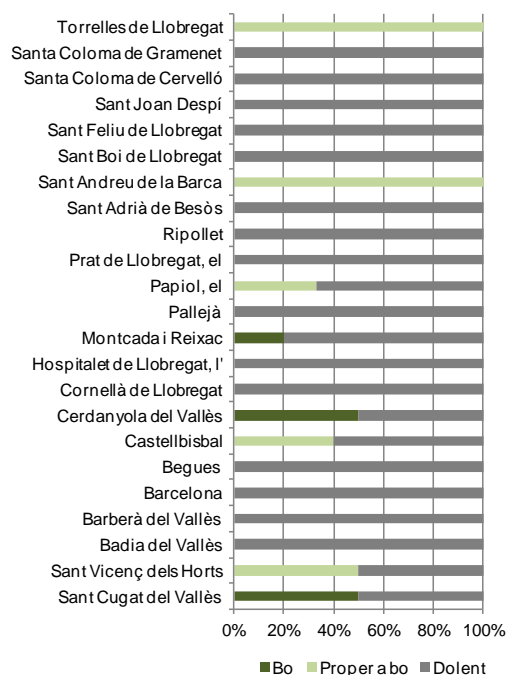 Torrelles de Llobregat
Santa Coloma de Gramenet
Santa Coloma de Cervelló
Sant Joan Despí
Sant Feliu de Llobregat
Sant Boi de Llobregat
Sant Andreu de la Barca
Sant Adrià de Besòs
Ripollet
Prat de Llobregat, el
Papiol, el
Pallejà
Montcada i Reixac
Hospitalet de Llobregat, l'
Cornellà de Llobregat
Cerdanyola del Vallès
Castellbisbal
Begues
Barcelona
Barberà del Vallès
Badia del Vallès
Sant Vicenç dels Horts
Sant Cugat del Vallès
0% 20% 40% 60% 80% 100%
Bo Proper a bo Dolent